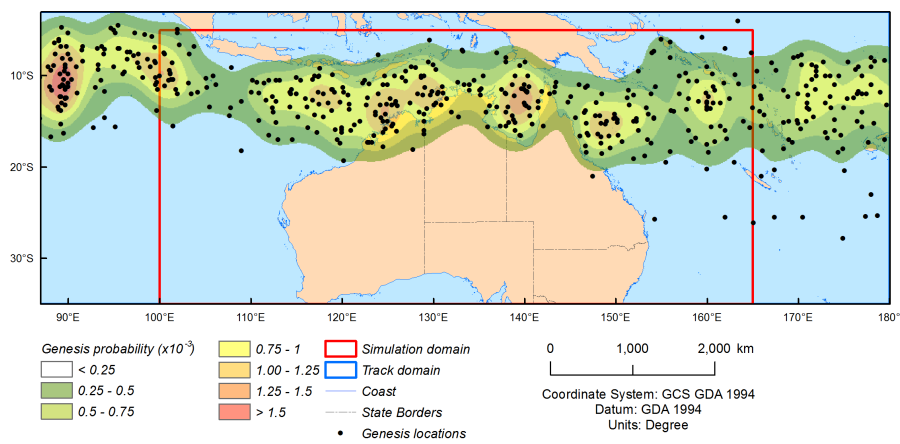 10°S
20°S
30°S
90°E 100°E 110°E 120°E 130°E 140°E 150°E 160°E 170°E 180°
Genesis probability (x10-3)
< 0.25
0.25 - 0.5
0.5 - 0.75
0.75 - 1
1.00 - 1.25
1.25 - 1.5
> 1.5
Simulation domain
Track domain
Coast
State Borders
Genesis locations
0 1,000 2,000 km
Coordinate System: GCS GDA 1994
Datum: GDA 1994
Units: Degree